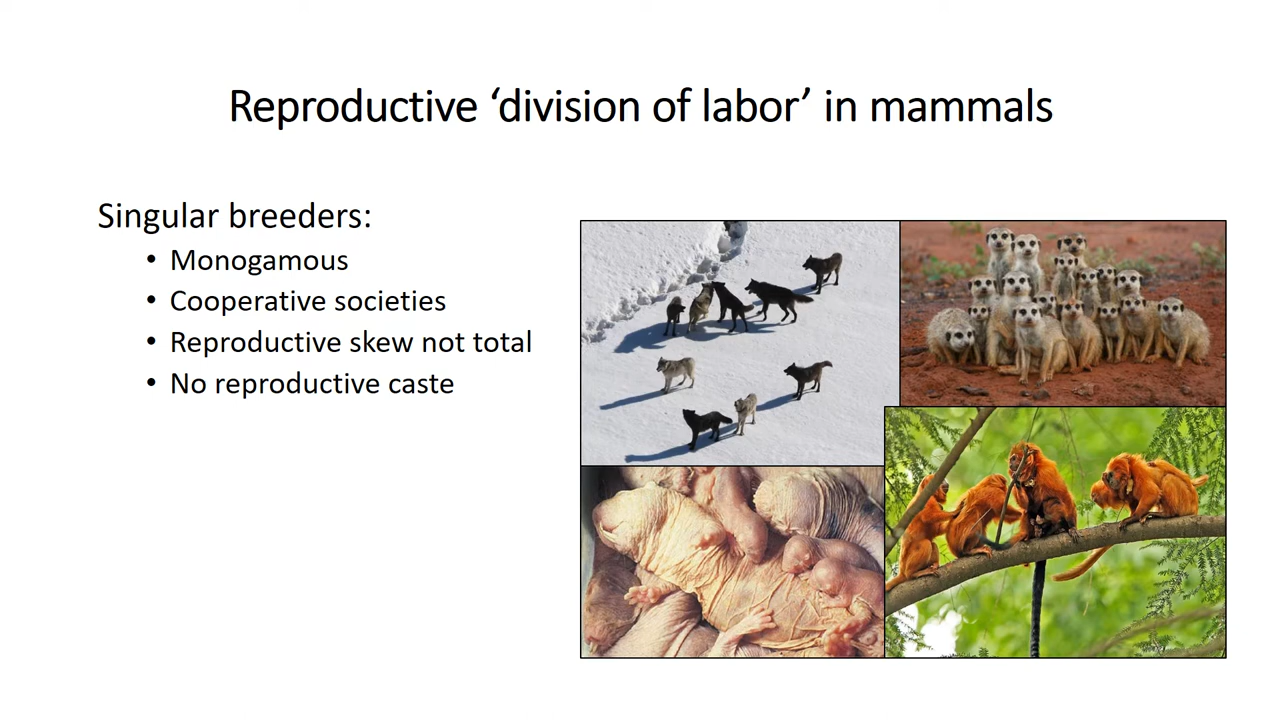 Reproductive ‘division of labor’ in mammals
Singular breeders:
• Monogamous
• Cooperative societies
• Reproductive skew not total
• No reproductive caste